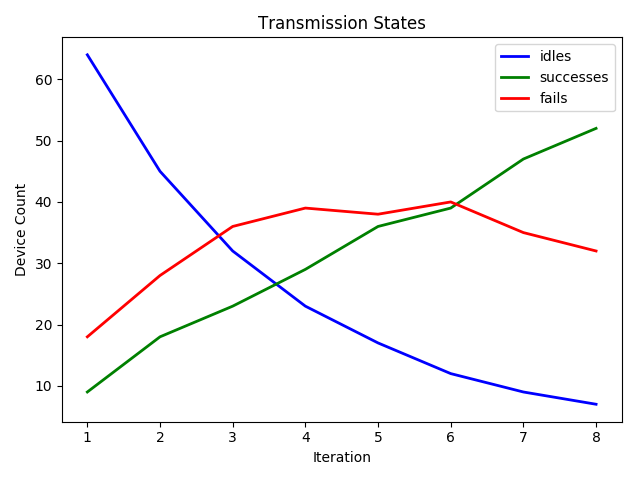 Transmission States
idles
successes
fails
Device Count
60
50
40
30
20
10
1 2 3 4 5 6 7 8
Iteration